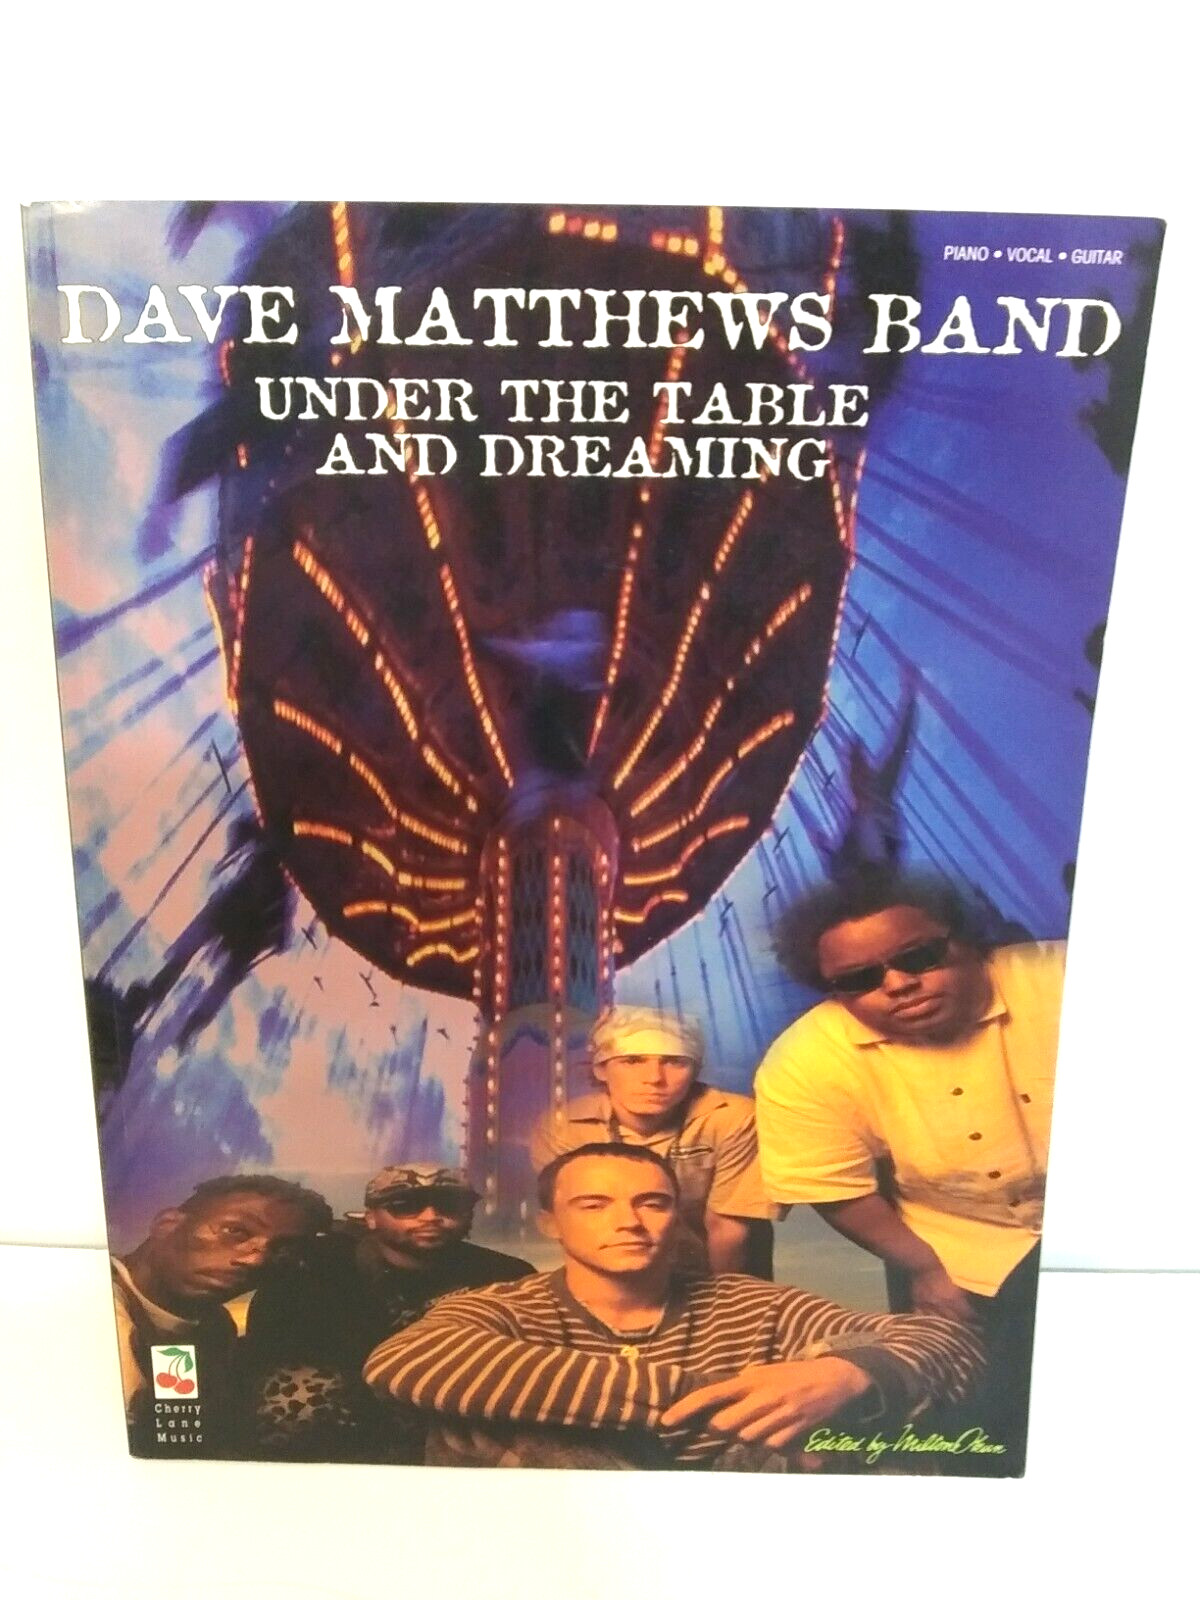 PIANO • VOCAL • GUITAR
DAVE MATTHEWS BAND
UNDER THE TABLE
AND DREAMING
Cherry
Lane
Music
Edited by Milton Okun